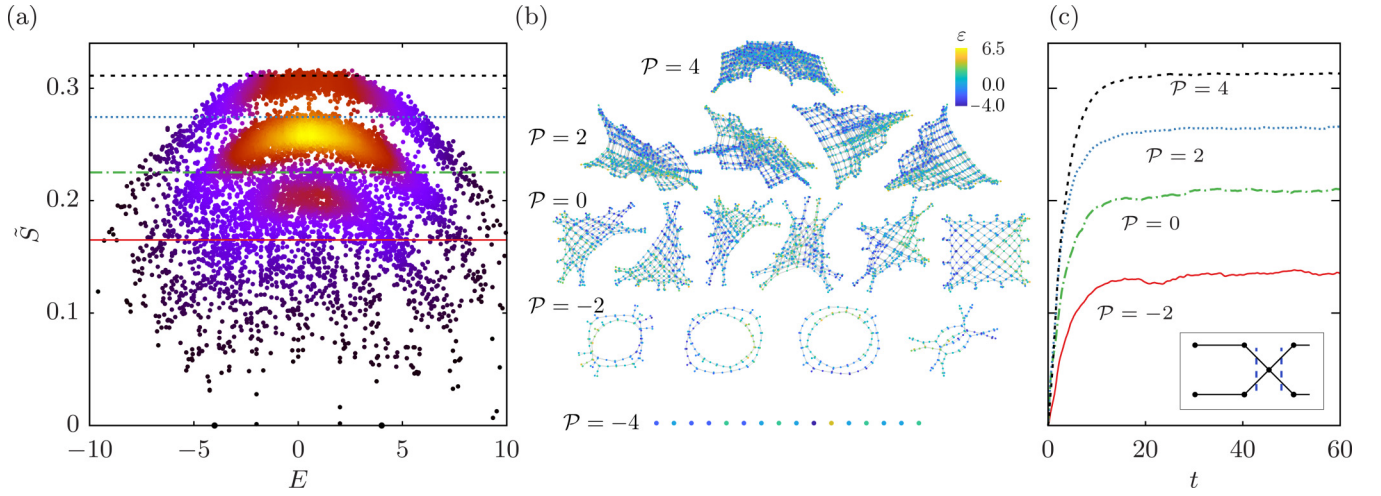 (a)
(b)
(c)
S̃
0.3
0.2
0.1
0
−10
−5
0
5
10
E
𝒫 = 4
𝒫 = 2
𝒫 = 0
𝒫 = −2
𝒫 = −4
ε
6.5
0.0
−4.0
𝒫 = 4
𝒫 = 2
𝒫 = 0
𝒫 = −2
0
20
40
60
t